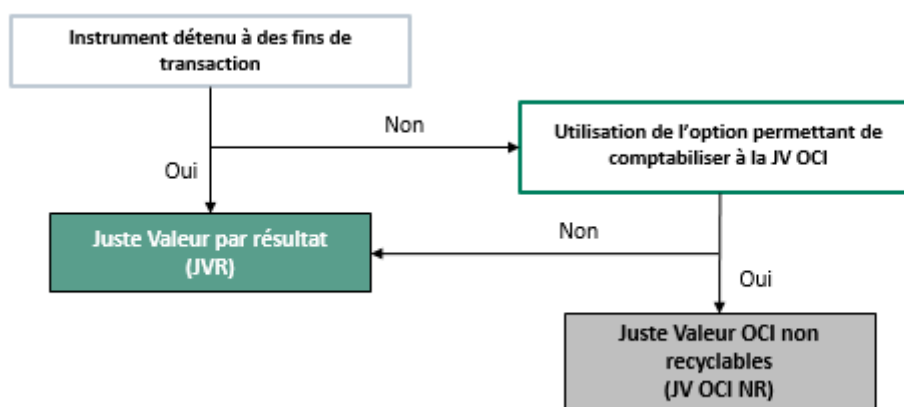 Instrument détenu à des fins de
transaction
Non
Utilisation de l'option permettant de
comptabiliser à la JV OCI
Oui
Juste Valeur par résultat
(JVR)
Non
Oui
Juste Valeur OCI non
recyclables
(JV OCI NR)